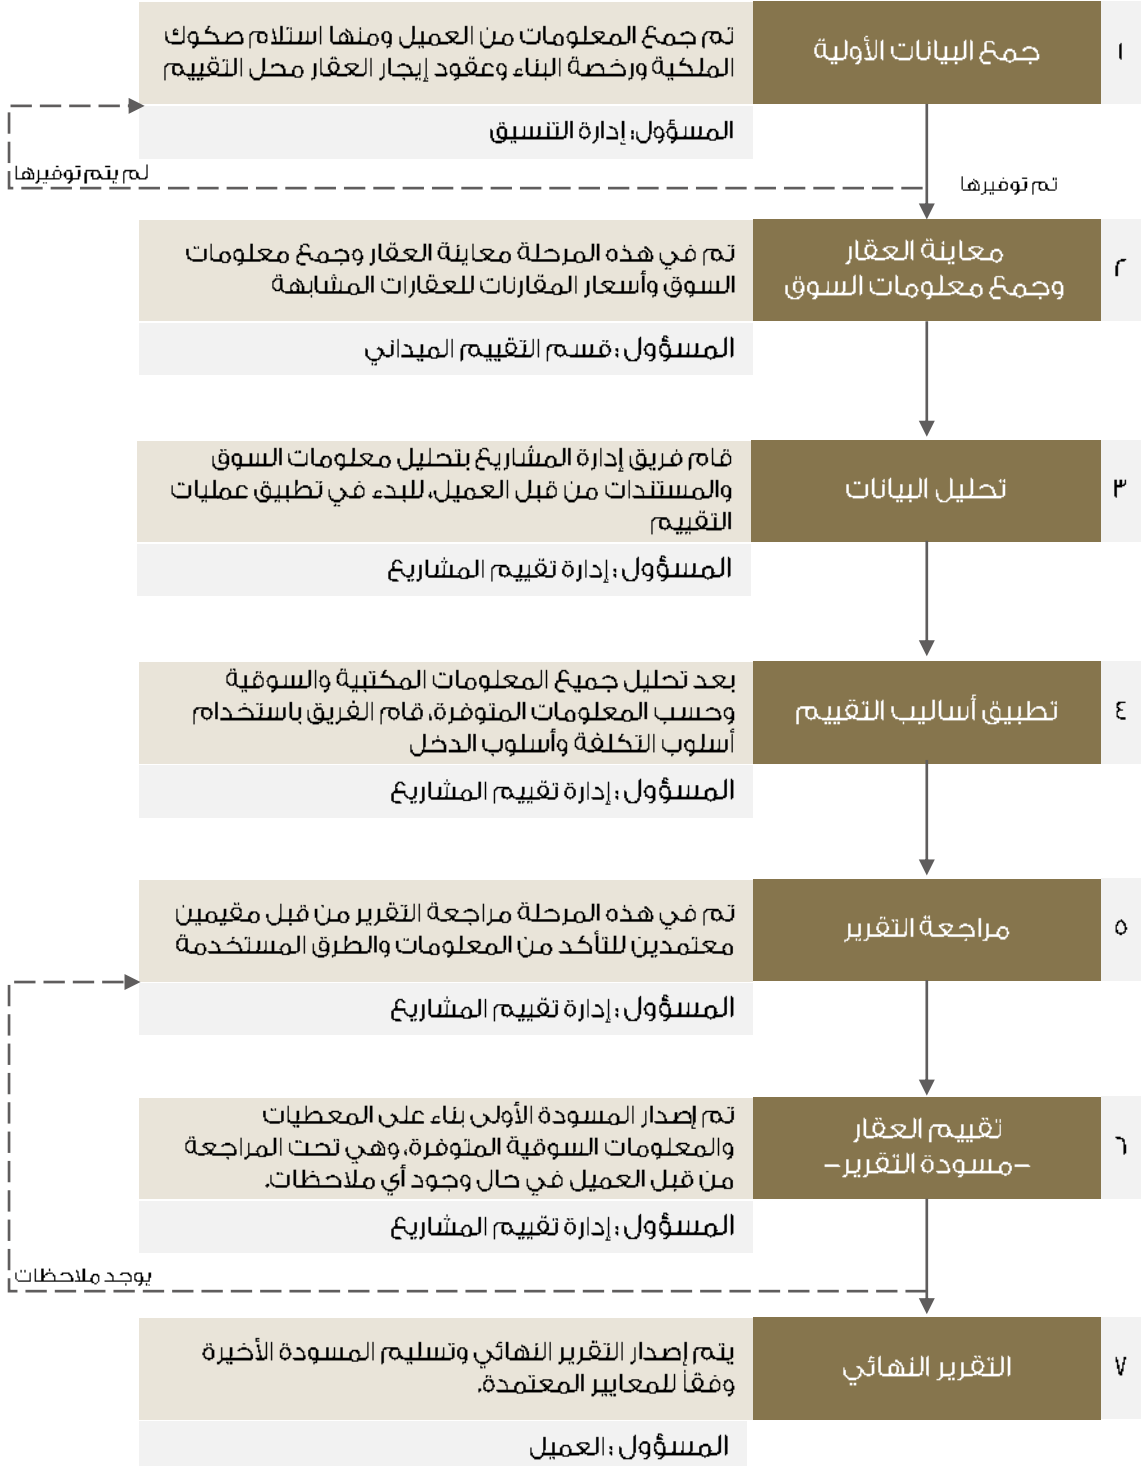 ١
جمع البيانات الأولية
تم جمع المعلومات من العميل ومنها استلام صكوك
الملكية ورخصة البناء وعقود إيجار العقار محل التقييم
المسؤول: إدارة التنسيق
لم يتم توفيرها
تم توفيرها
٢
معاينة العقار
وجمع معلومات السوق
تم في هذه المرحلة معاينة العقار وجمع معلومات
السوق وأسعار المقارنات للعقارات المشابهة
المسؤول: قسم التقييم الميداني
٣
تحليل البيانات
قام فريق إدارة المشاريع بتحليل معلومات السوق
والمستندات من قبل العميل، للبدء في تطبيق عمليات
التقييم
المسؤول: إدارة تقييم المشاريع
٤
تطبيق أساليب التقييم
بعد تحليل جميع المعلومات المكتبية والسوقية
وحسب المعلومات المتوفرة، قام الفريق باستخدام
أسلوب التكلفة وأسلوب الدخل
المسؤول: إدارة تقييم المشاريع
٥
مراجعة التقرير
تم في هذه المرحلة مراجعة التقرير من قبل مقيمين
معتمدين للتأكد من المعلومات والطرق المستخدمة
المسؤول: إدارة تقييم المشاريع
٦
تقييم العقار
-مسودة التقرير-
تم إصدار المسودة الأولى بناء على المعطيات
والمعلومات السوقية المتوفرة، وهي تحت المراجعة
من قبل العميل في حال وجود أي ملاحظات.
المسؤول: إدارة تقييم المشاريع
يوجد ملاحظات
٧
التقرير النهائي
يتم إصدار التقرير النهائي وتسليم المسودة الأخيرة
وفقاً للمعايير المعتمدة.
المسؤول: العميل